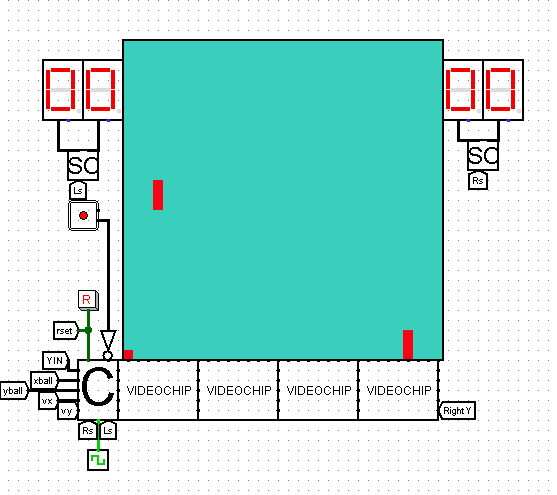 00
00
SC
Ls
SC
Rs
R
rset
YIN
xball
yball
vx
vy
C
VIDEOCHIP
VIDEOCHIP
VIDEOCHIP
VIDEOCHIP
Right Y
Rs
Ls